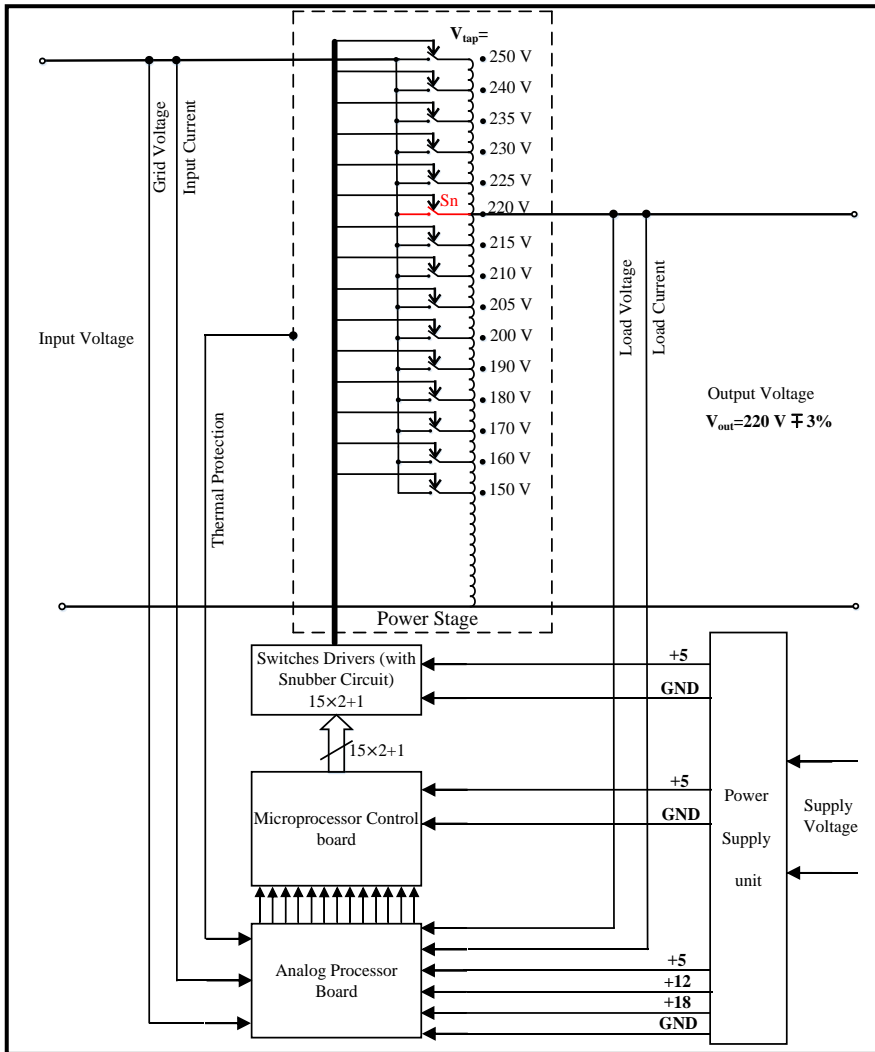 V_tap=
250 V
240 V
235 V
230 V
225 V
Sn
220 V
215 V
210 V
205 V
200 V
190 V
180 V
170 V
160 V
150 V
Grid Voltage
Input Current
Input Voltage
Thermal Protection
Load Voltage
Load Current
Output Voltage
V_out=220 V ∓ 3%
Power Stage
Switches Drivers (with
Snubber Circuit)
15×2+1
+5
GND
15×2+1
Microprocessor Control
board
+5
GND
Power
Supply
unit
Supply
Voltage
Analog Processor
Board
+5
+12
+18
GND